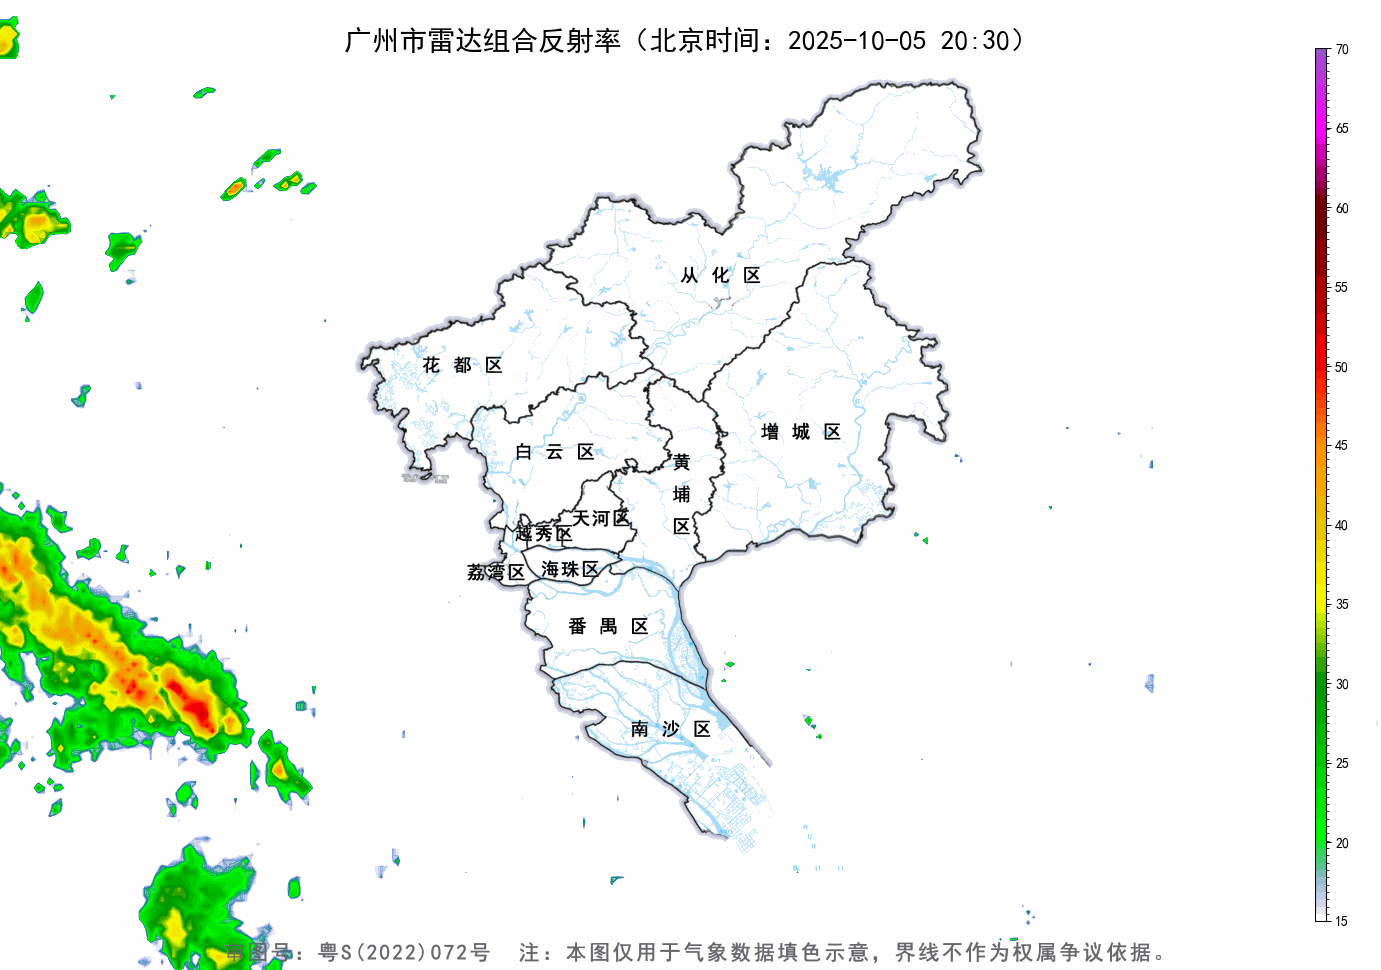 广州市雷达组合反射率（北京时间：2025-10-05 20:30）
70
65
60
55
50
45
40
35
30
25
20
15
从化区
花都区
增城区
白云区
黄埔区
天河区
越秀区
荔湾区
海珠区
番禺区
南沙区
审图号：粤S(2022)072号 注：本图仅用于气象数据填色示意，界线不作为权属争议依据。